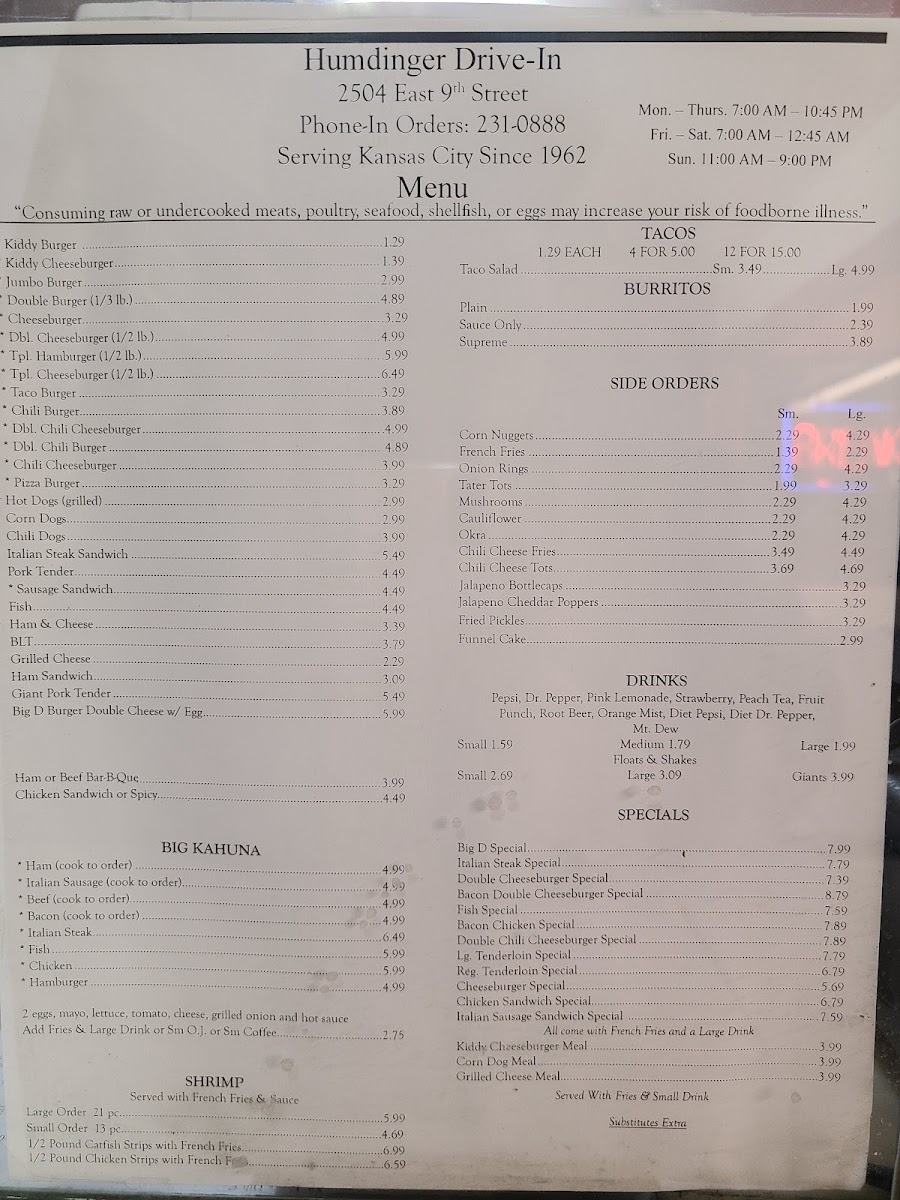 Humdinger Drive-In
2504 East 9th Street
Phone-In Orders: 231-0888
Serving Kansas City Since 1962
Mon. – Thurs. 7:00 AM – 10:45 PM
Fri. – Sat. 7:00 AM – 12:45 AM
Sun. 11:00 AM – 9:00 PM
Menu
"Consuming raw or undercooked meats, poultry, seafood, shellfish, or eggs may increase your risk of foodborne illness."
Kiddy Burger 1.29
Kiddy Cheeseburger 1.39
Jumbo Burger 2.99
* Double Burger (1/3 lb.) 4.89
* Cheeseburger 3.29
* Dbl. Cheeseburger (1/2 lb.) 4.99
* Tpl. Hamburger (1/2 lb.) 5.99
* Tpl. Cheeseburger (1/2 lb.) 6.49
* Taco Burger 3.29
* Chili Burger 3.89
* Dbl. Chili Cheeseburger 4.99
* Dbl. Chili Burger 4.89
* Chili Cheeseburger 3.99
* Pizza Burger 3.29
Hot Dogs (grilled) 2.99
Corn Dogs 2.99
Chili Dogs 3.99
Italian Steak Sandwich 5.49
Pork Tender 4.49
* Sausage Sandwich 4.49
Fish 4.49
Ham & Cheese 3.39
BLT 3.79
Grilled Cheese 2.29
Ham Sandwich 3.09
Giant Pork Tender 5.49
Big D Burger Double Cheese w/ Egg 5.99
Ham or Beef Bar-B-Que 3.99
Chicken Sandwich or Spicy 4.49
BIG KAHUNA
* Ham (cook to order) 4.99
* Italian Sausage (cook to order) 4.99
* Beef (cook to order) 4.99
* Bacon (cook to order) 4.99
* Italian Steak 6.49
* Fish 5.99
* Chicken 5.99
* Hamburger 4.99
2 eggs, mayo, lettuce, tomato, cheese, grilled onion and hot sauce
Add Fries & Large Drink or Sm O.J. or Sm Coffee 2.75
SHRIMP
Served with French Fries & Sauce
Large Order 21 pc 5.99
Small Order 13 pc 4.69
1/2 Pound Catfish Strips with French Fries 6.99
1/2 Pound Chicken Strips with French 6.59
TACOS
1.29 EACH 4 FOR 5.00 12 FOR 15.00
Taco Salad Sm. 3.49 Lg. 4.99
BURRITOS
Plain 1.99
Sauce Only 2.39
Supreme 3.89
SIDE ORDERS
Sm. Lg.
Corn Nuggets 2.29 4.29
French Fries 1.39 2.29
Onion Rings 2.29 4.29
Tater Tots 1.99 3.29
Mushrooms 2.29 4.29
Cauliflower 2.29 4.29
Okra 2.29 4.29
Chili Cheese Fries 3.49 4.49
Chili Cheese Tots 3.69 4.69
Jalapeno Bottlecaps 3.29
Jalapeno Cheddar Poppers 3.29
Fried Pickles 3.29
Funnel Cake 2.99
DRINKS
Pepsi, Dr. Pepper, Pink Lemonade, Strawberry, Peach Tea, Fruit
Punch, Root Beer, Orange Mist, Diet Pepsi, Diet Dr. Pepper,
Mt. Dew
Small 1.59 Medium 1.79 Large 1.99
Floats & Shakes
Small 2.69 Large 3.09 Giants 3.99
SPECIALS
Big D Special 7.99
Italian Steak Special 7.79
Double Cheeseburger Special 7.39
Bacon Double Cheeseburger Special 8.79
Fish Special 7.59
Bacon Chicken Special 7.89
Double Chili Cheeseburger Special 7.89
Lg. Tenderloin Special 7.79
Reg. Tenderloin Special 6.79
Cheeseburger Special 5.69
Chicken Sandwich Special 6.79
Italian Sausage Sandwich Special 7.59
All come with French Fries and a Large Drink
Kiddy Cheeseburger Meal 3.99
Corn Dog Meal 3.99
Grilled Cheese Meal 3.99
Served With Fries & Small Drink
Substitutes Extra